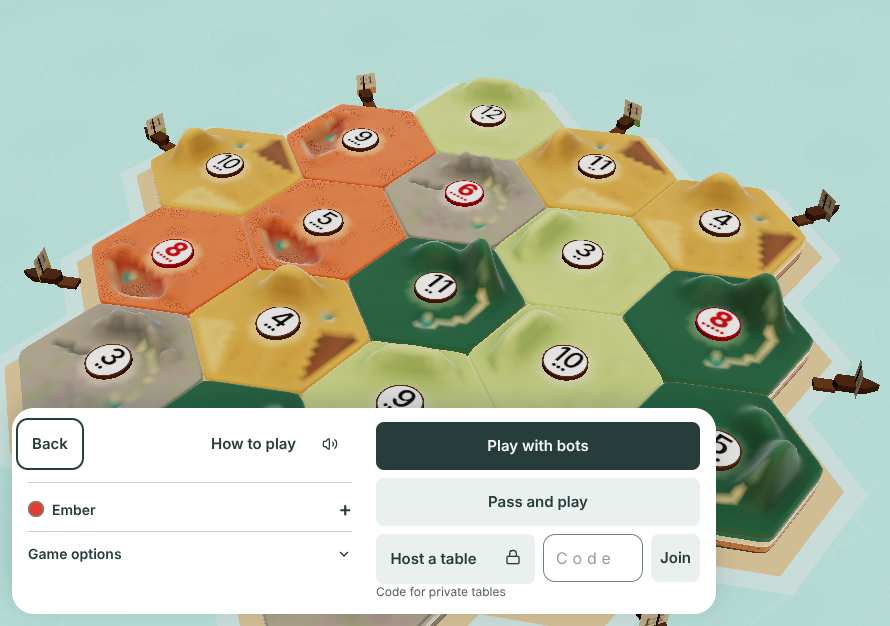 12
9
11
10
6
4
5
3
8
11
8
4
3
10
9
5
Back
How to play
Play with bots
Ember
+
Pass and play
Game options
Host a table
Code
Join
Code for private tables